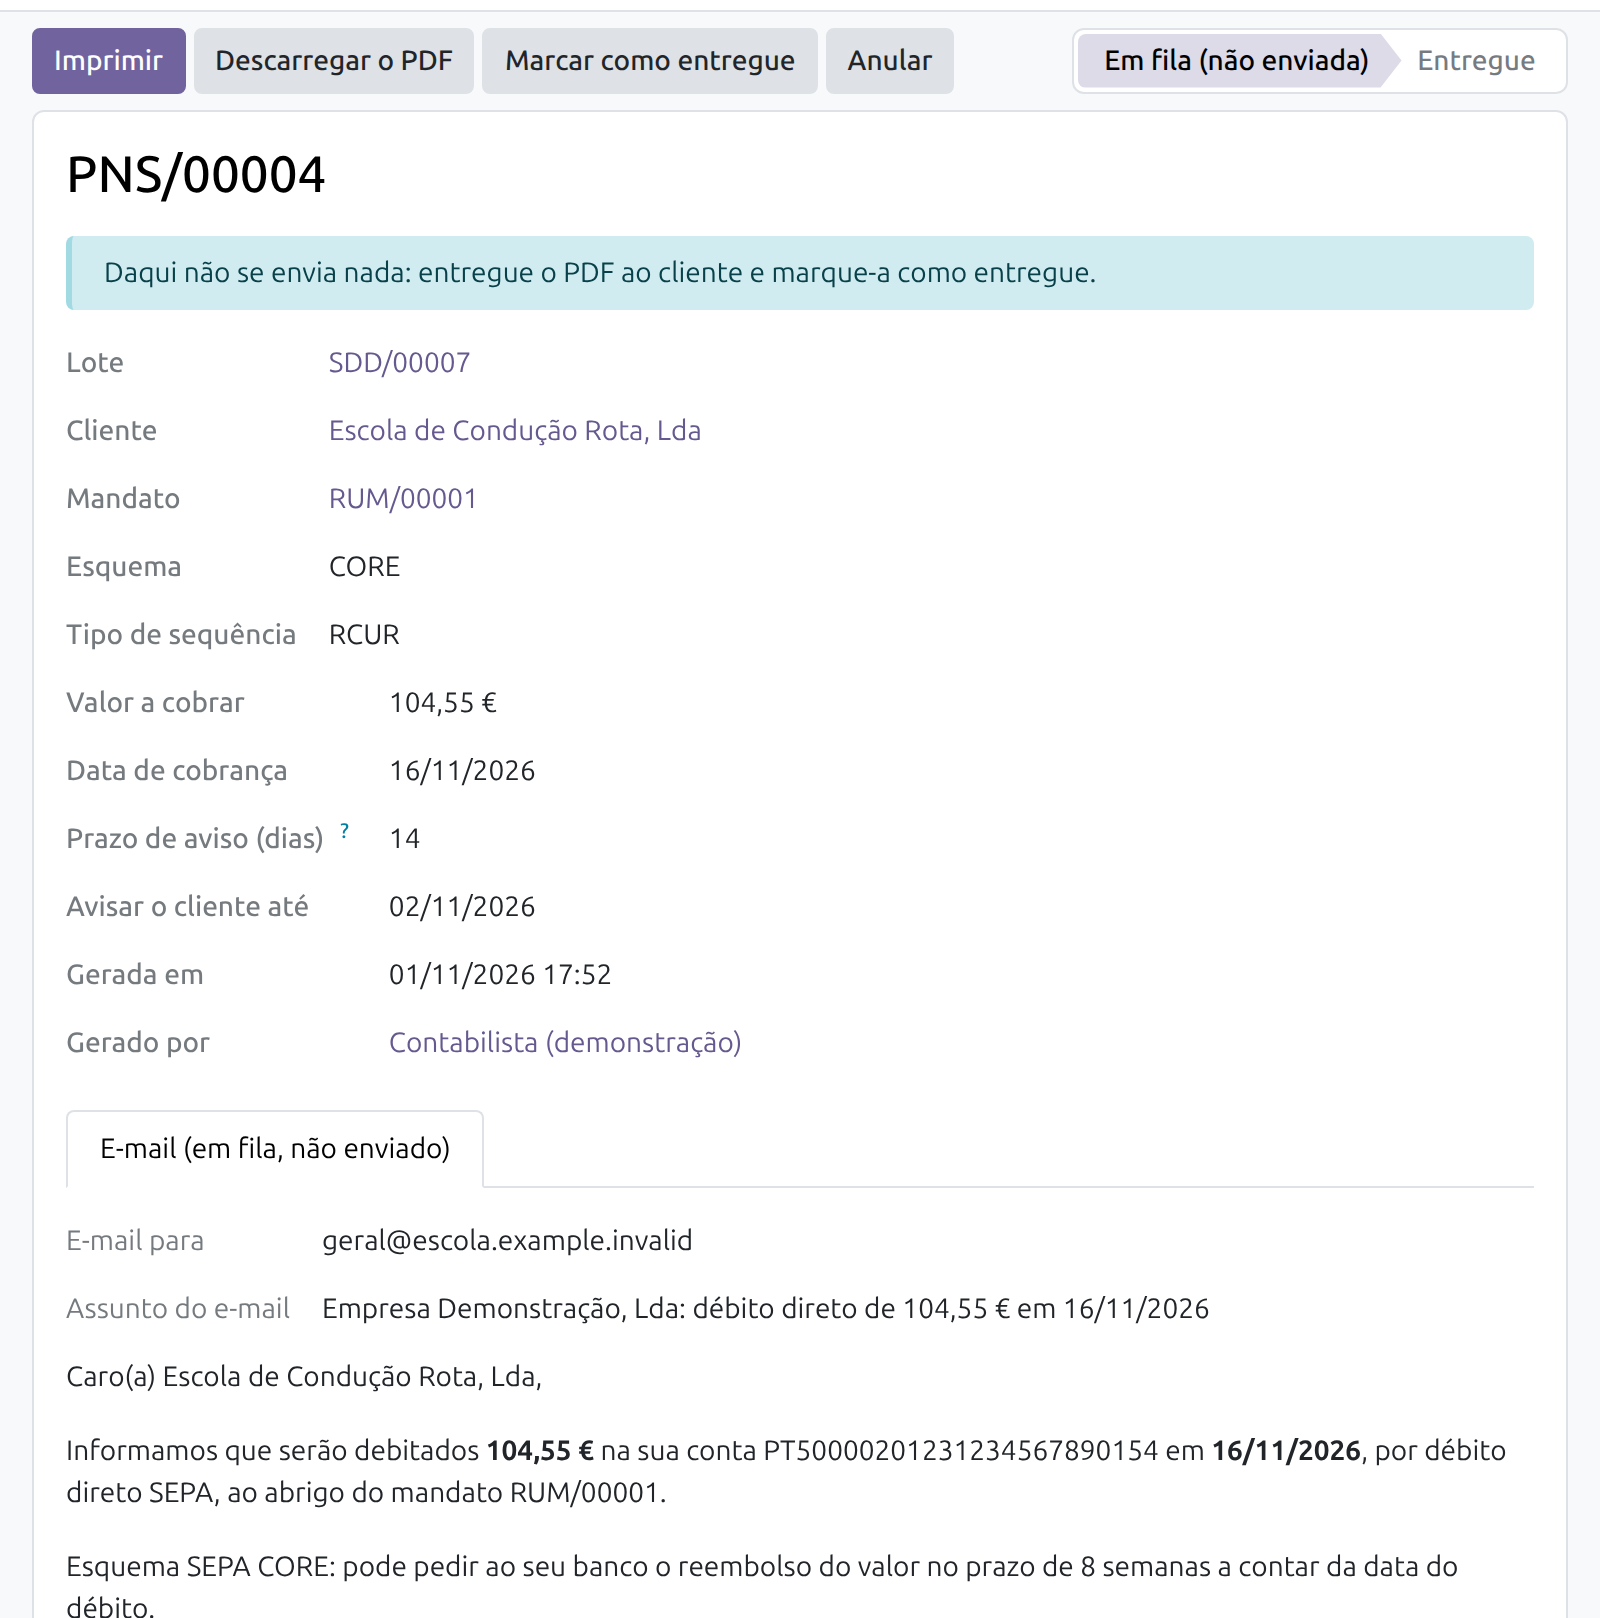 Imprimir Descarregar o PDF Marcar como entregue Anular Em fila (não enviada) Entregue
PNS/00004
Daqui não se envia nada: entregue o PDF ao cliente e marque-a como entregue.
Lote SDD/00007
Cliente Escola de Condução Rota, Lda
Mandato RUM/00001
Esquema CORE
Tipo de sequência RCUR
Valor a cobrar 104,55 €
Data de cobrança 16/11/2026
Prazo de aviso (dias) ? 14
Avisar o cliente até 02/11/2026
Gerada em 01/11/2026 17:52
Gerado por Contabilista (demonstração)
E-mail (em fila, não enviado)
E-mail para geral@escola.example.invalid
Assunto do e-mail Empresa Demonstração, Lda: débito direto de 104,55 € em 16/11/2026
Caro(a) Escola de Condução Rota, Lda,
Informamos que serão debitados 104,55 € na sua conta PT50000201231234567890154 em 16/11/2026, por débito
direto SEPA, ao abrigo do mandato RUM/00001.
Esquema SEPA CORE: pode pedir ao seu banco o reembolso do valor no prazo de 8 semanas a contar da data do
débito.